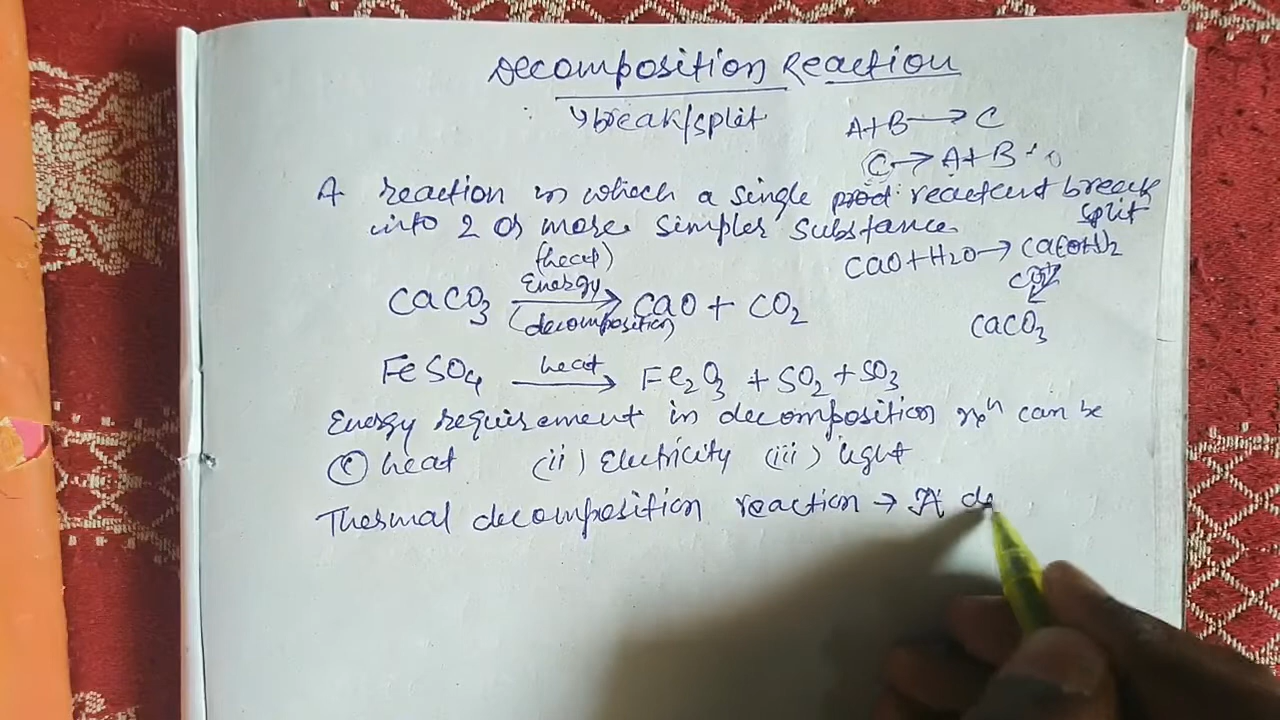 Decomposition Reaction
↳break/split
A+B → C
C → A+B
A reaction in which a single reactant break
split
into 2 or more simpler substance.
CaO+H2O → Ca(OH)2
CO2
CaCO3
(heat)
Energy
CaCO3 → CaO + CO2
(decomposition)
heat
FeSO4 → Fe2O3 + SO2 + SO3
Energy requirement in decomposition rxn can be
(i) heat (ii) Electricity (iii) light
Thermal decomposition reaction → A de